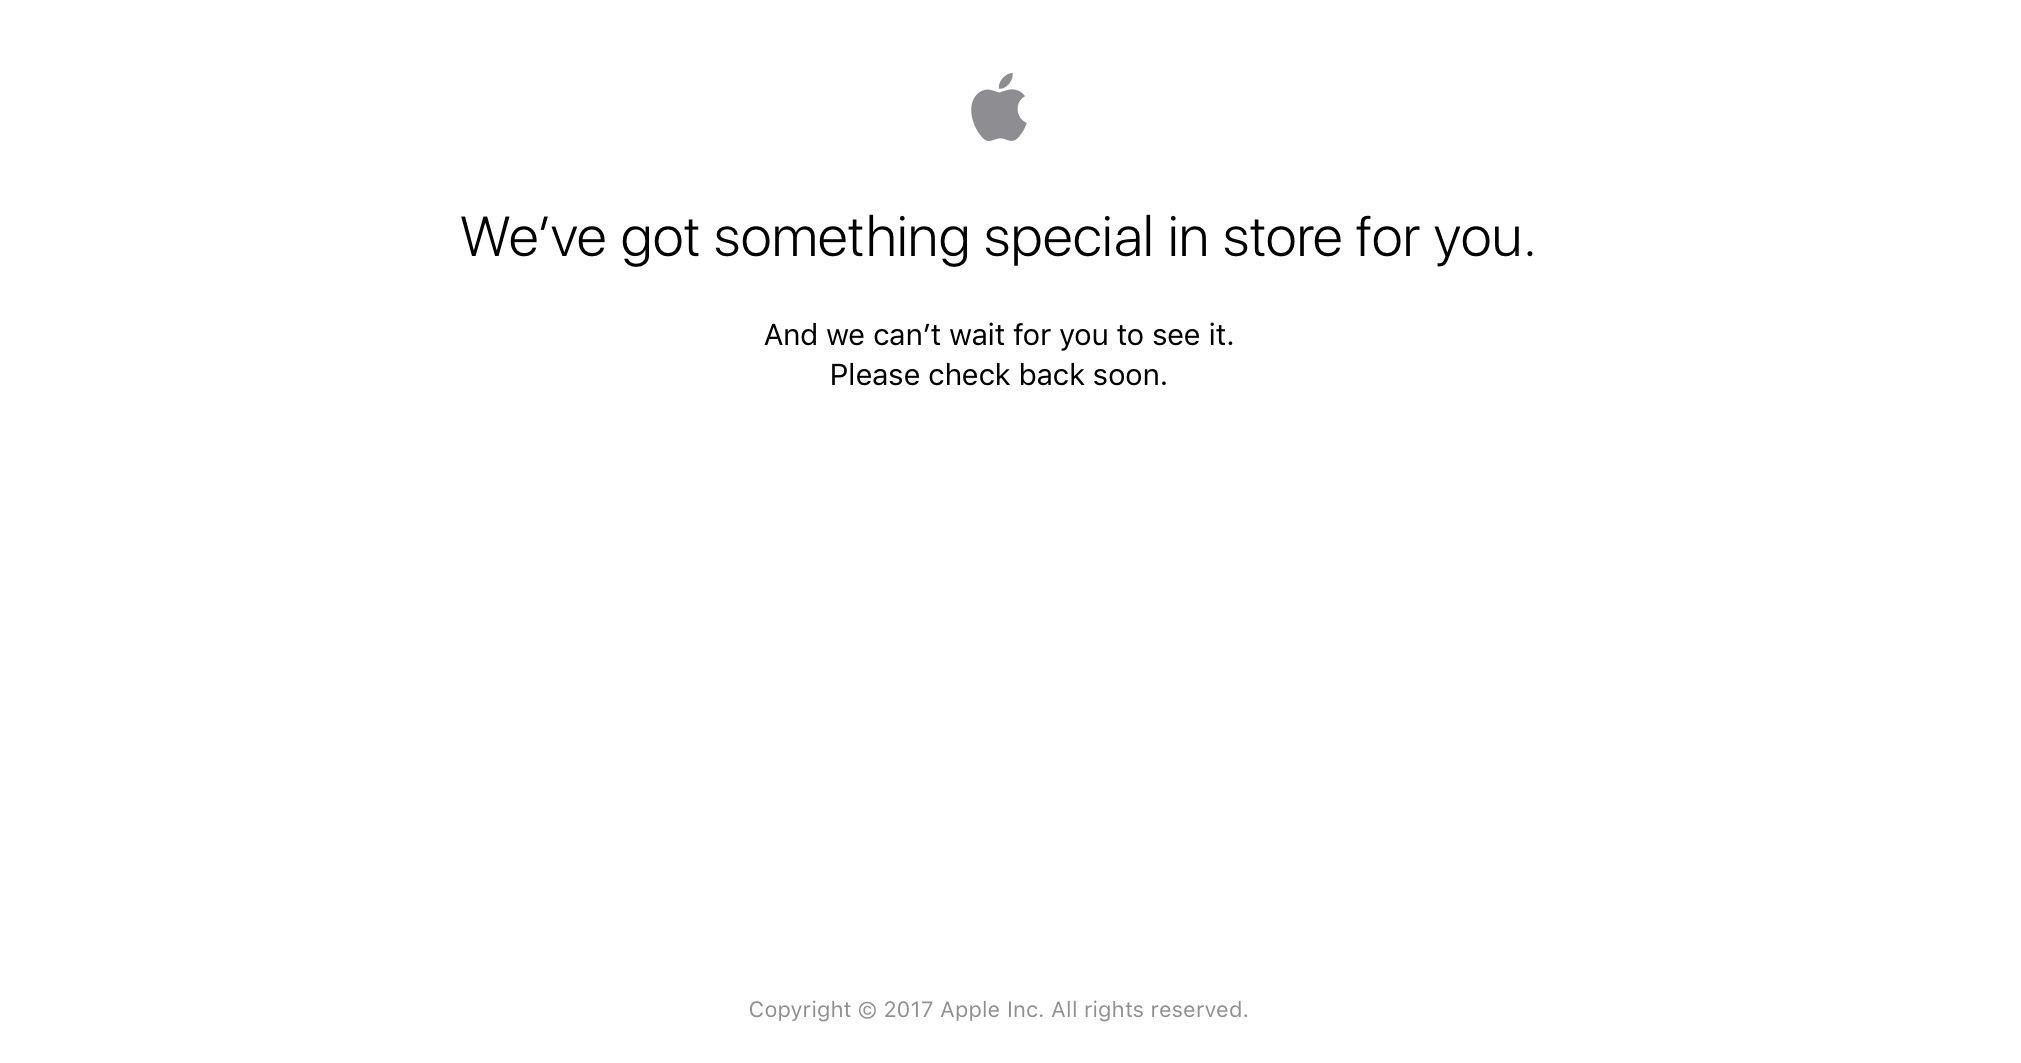 We‘ve got something special in store for you.
And we can’t wait for you to see it.
Please check back soon.
Copyright © 2017 Apple Inc. All rights reserved.